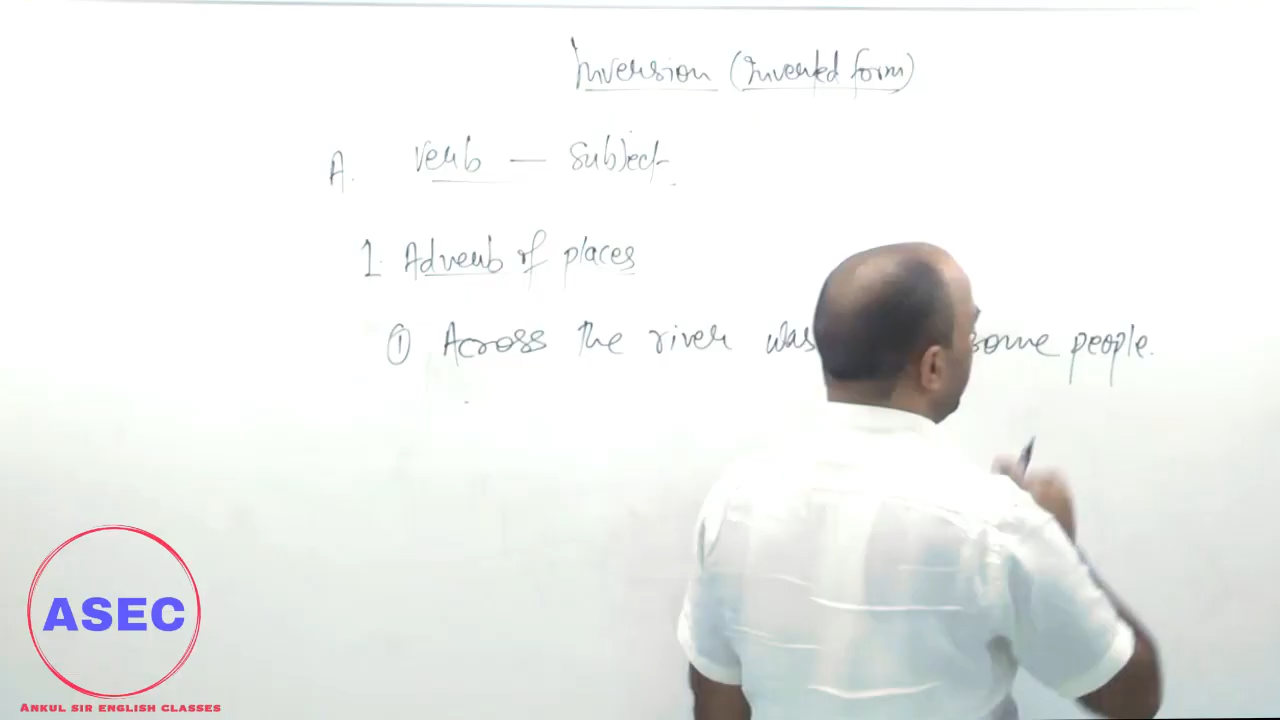 Inversion (Inverted form)
A. Verb — Subject
1. Adverb of places
① Across the river was some people.
ASEC
ANKUL SIR ENGLISH CLASSES